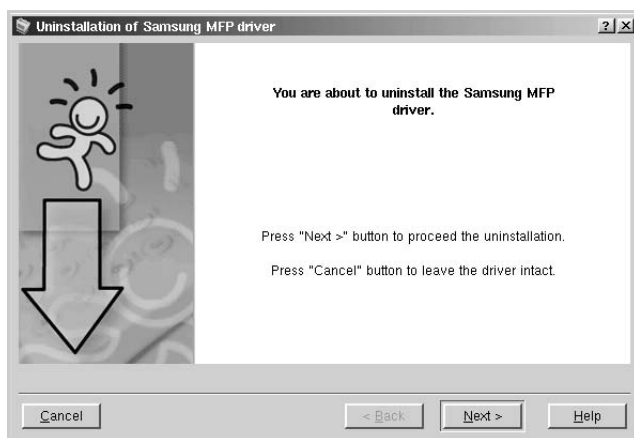 Uninstallation of Samsung MFP driver
? X
You are about to uninstall the Samsung MFP
driver.
Press "Next >" button to proceed the uninstallation.
Press "Cancel" button to leave the driver intact.
Cancel < Back Next > Help